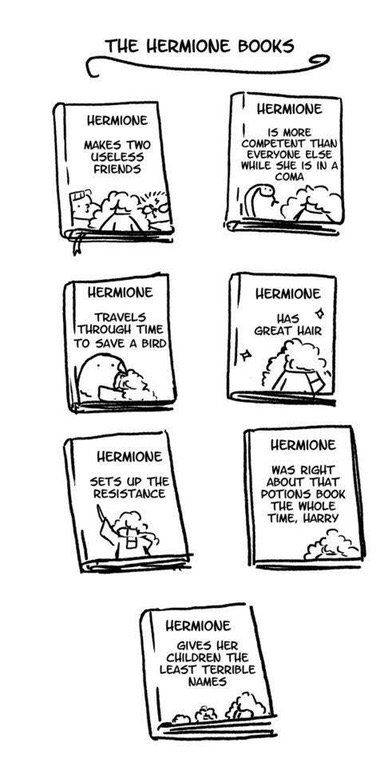 THE HERMIONE BOOKS
HERMIONE
MAKES TWO
USELESS
FRIENDS
HERMIONE
IS MORE
COMPETENT THAN
EVERYONE ELSE
WHILE SHE IS IN A
COMA
HERMIONE
TRAVELS
THROUGH TIME
TO SAVE A BIRD
HERMIONE
HAS
GREAT HAIR
HERMIONE
SETS UP THE
RESISTANCE
HERMIONE
WAS RIGHT
ABOUT THAT
POTIONS BOOK
THE WHOLE
TIME, HARRY
HERMIONE
GIVES HER
CHILDREN THE
LEAST TERRIBLE
NAMES